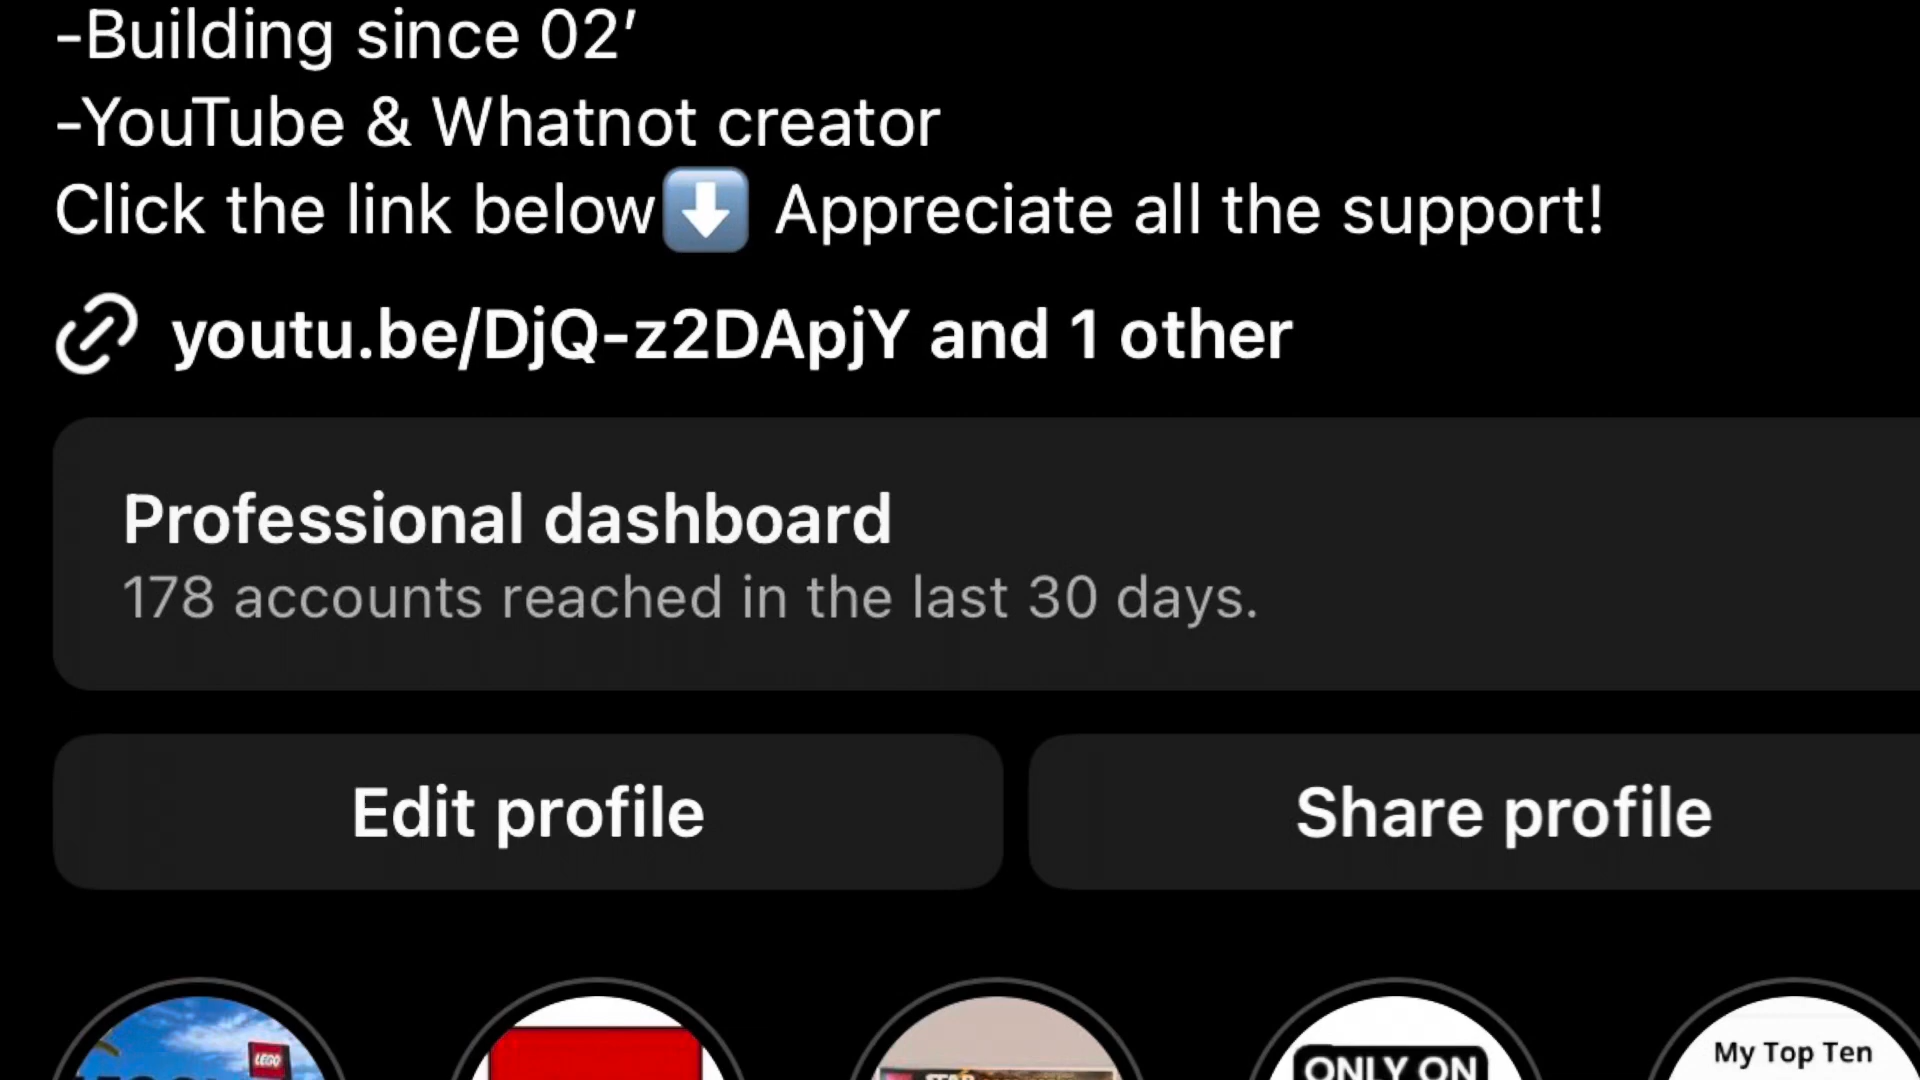 -Building since 02’
-YouTube & Whatnot creator
Click the link below⬇️ Appreciate all the support!
youtu.be/DjQ-z2DApjY and 1 other
Professional dashboard
178 accounts reached in the last 30 days.
Edit profile
Share profile
LEGO
STAR
ONLY ON
My Top Ten